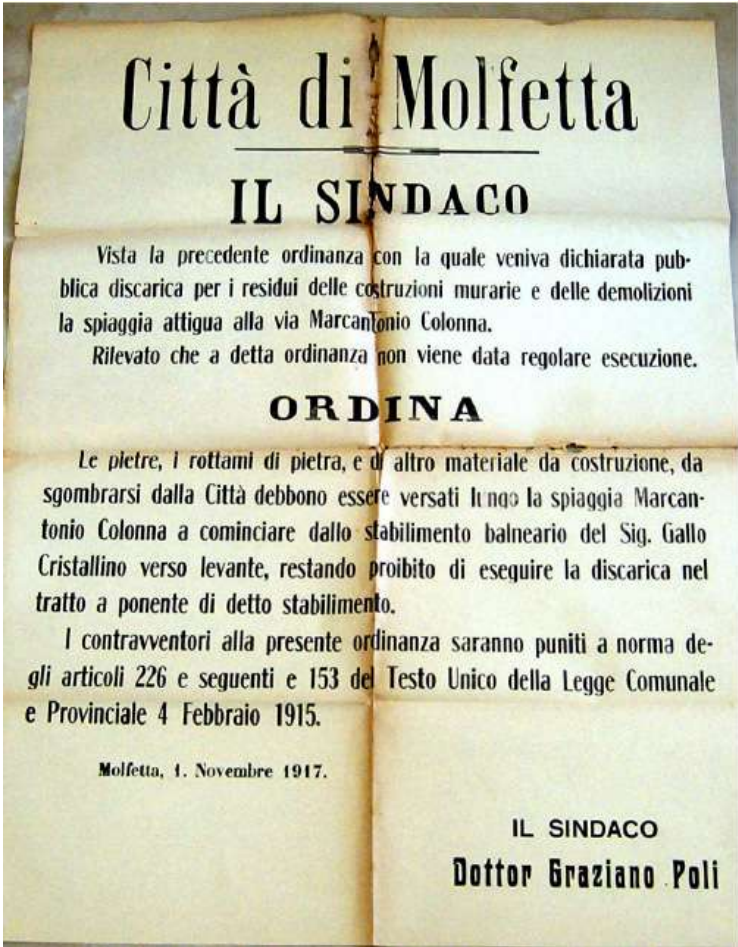 Città di Molfetta
IL SINDACO
Vista la precedente ordinanza con la quale veniva dichiarata pub-
blica discarica per i residui delle costruzioni murarie e delle demolizioni
la spiaggia attigua alla via Marcantonio Colonna.
Rilevato che a detta ordinanza non viene data regolare esecuzione.
ORDINA
Le pietre, i rottami di pietra, e di altro materiale da costruzione, da
sgombrarsi dalla Città debbono essere versati lungo la spiaggia Marcan-
tonio Colonna a cominciare dallo stabilimento balneario del Sig. Gallo
Cristallino verso levante, restando proibito di eseguire la discarica nel
tratto a ponente di detto stabilimento.
I contravventori alla presente ordinanza saranno puniti a norma de-
gli articoli 226 e seguenti e 153 del Testo Unico della Legge Comunale
e Provinciale 4 Febbraio 1915.
Molfetta, 1. Novembre 1917.
IL SINDACO
Dottor Graziano Poli